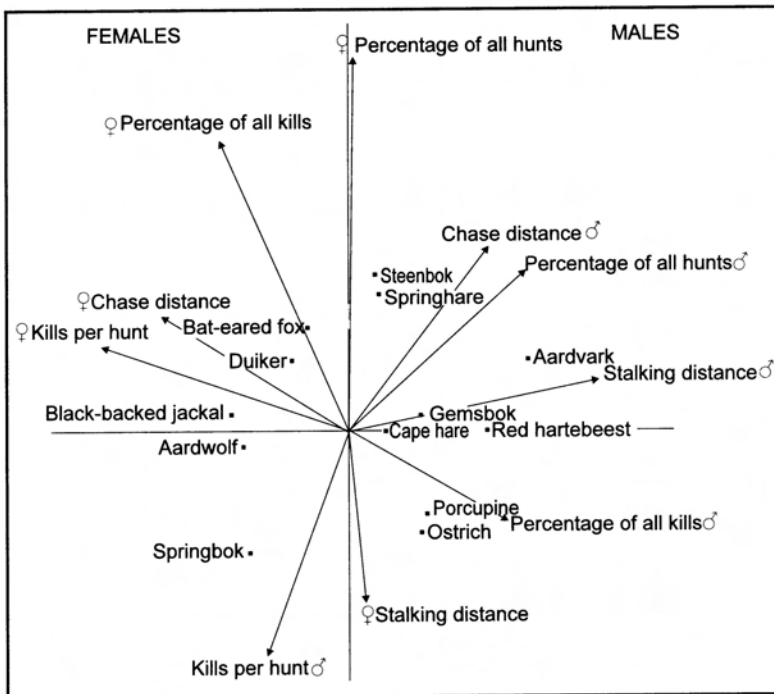 FEMALES
MALES
♀ Percentage of all hunts
♀ Percentage of all kills
Chase distance ♂
Percentage of all hunts ♂
Steenbok
Springhare
♀ Chase distance
Bat-eared fox
♀ Kills per hunt
Duiker
Aardvark
Stalking distance ♂
Black-backed jackal
Gemsbok
Cape hare
Red hartebeest
Aardwolf
Porcupine
Percentage of all kills ♂
Ostrich
Springbok
♀ Stalking distance
Kills per hunt ♂